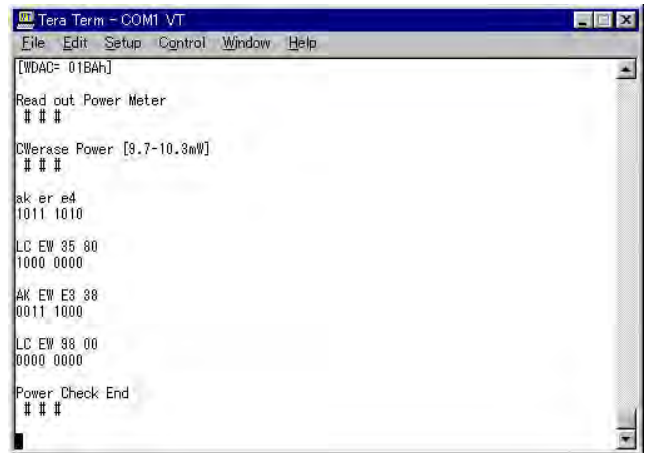 Tera Term - COM1 VT
File Edit Setup Control Window Help
[WDAC= 01BAh]
Read out Power Meter
# # #
CWerase Power [9.7-10.3mW]
# # #
ak er e4
1011 1010
LC EW 35 80
1000 0000
AK EW E3 38
0011 1000
LC EW 98 00
0000 0000
Power Check End
# # #